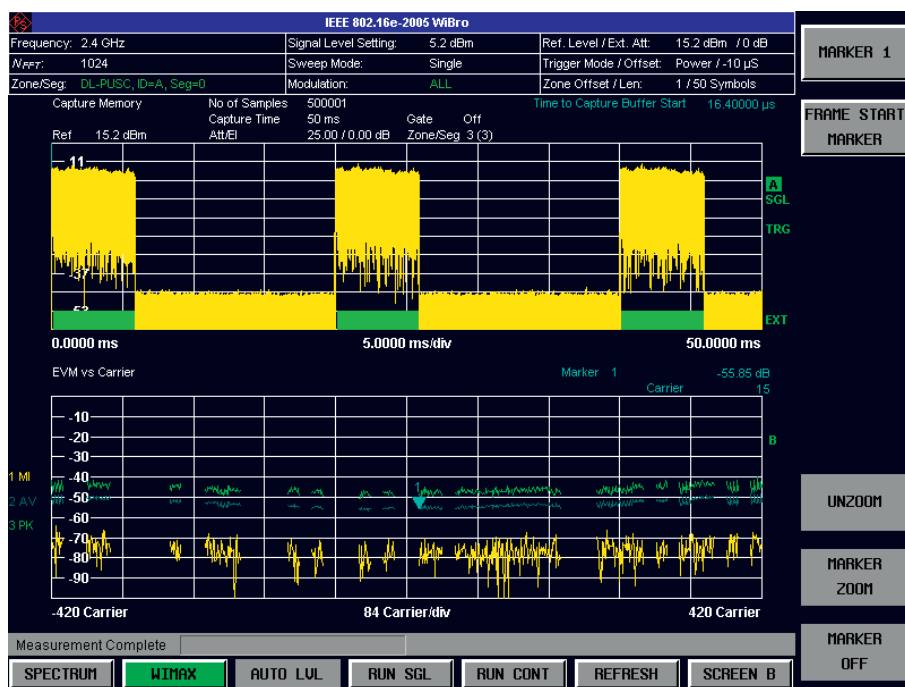 IEEE 802.16e-2005 WiBro
Frequency: 2.4 GHz Signal Level Setting: 5.2 dBm Ref. Level / Ext. Att: 15.2 dBm / 0 dB
NFFT: 1024 Sweep Mode: Single Trigger Mode / Offset: Power / -10 µS
Zone/Seg: DL-PUSC, ID=A, Seg=0 Modulation: ALL Zone Offset / Len: 1 / 50 Symbols
Capture Memory No of Samples 500001 Time to Capture Buffer Start 16.40000 µs
Capture Time 50 ms Gate Off
Ref 15.2 dBm Att/El 25.00 / 0.00 dB Zone/Seg 3 (3)
11
A
SGL
TRG
-37
EXT
0.0000 ms 5.0000 ms/div 50.0000 ms
EVM vs Carrier Marker 1 -55.85 dB
Carrier 15
-10
-20
B
-30
1 MI -40
1
2 AV -50
-60
3 PK
-70
-80
-90
-420 Carrier 84 Carrier/div 420 Carrier
Measurement Complete
SPECTRUM WIMAX AUTO LVL RUN SGL RUN CONT REFRESH SCREEN B
MARKER 1
FRAME START
MARKER
UNZOOM
MARKER
ZOOM
MARKER
OFF